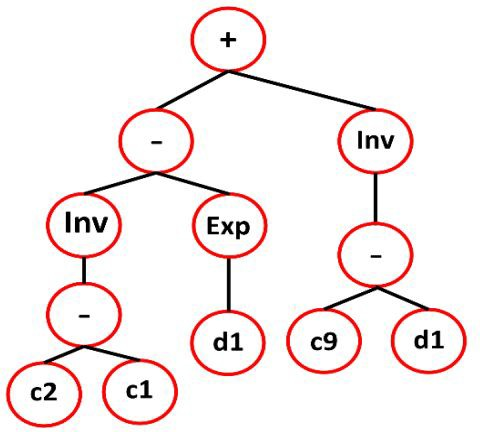 +
- Inv
Inv Exp -
- d1 c9 d1
c2 c1